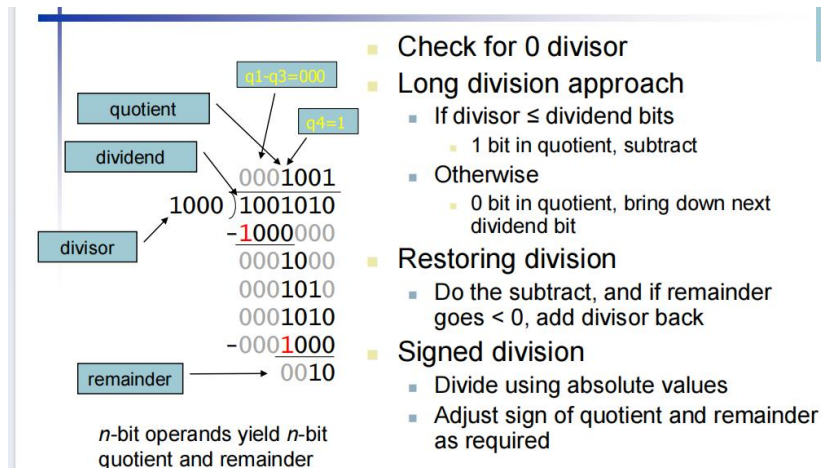 q1-q3=000
quotient
q4=1
dividend
0001001
1000 )1001010
divisor
-1000000
0001000
0001010
0001010
-0001000
remainder
0010
n-bit operands yield n-bit
quotient and remainder
Check for 0 divisor
Long division approach
If divisor ≤ dividend bits
1 bit in quotient, subtract
Otherwise
0 bit in quotient, bring down next
dividend bit
Restoring division
Do the subtract, and if remainder
goes < 0, add divisor back
Signed division
Divide using absolute values
Adjust sign of quotient and remainder
as required